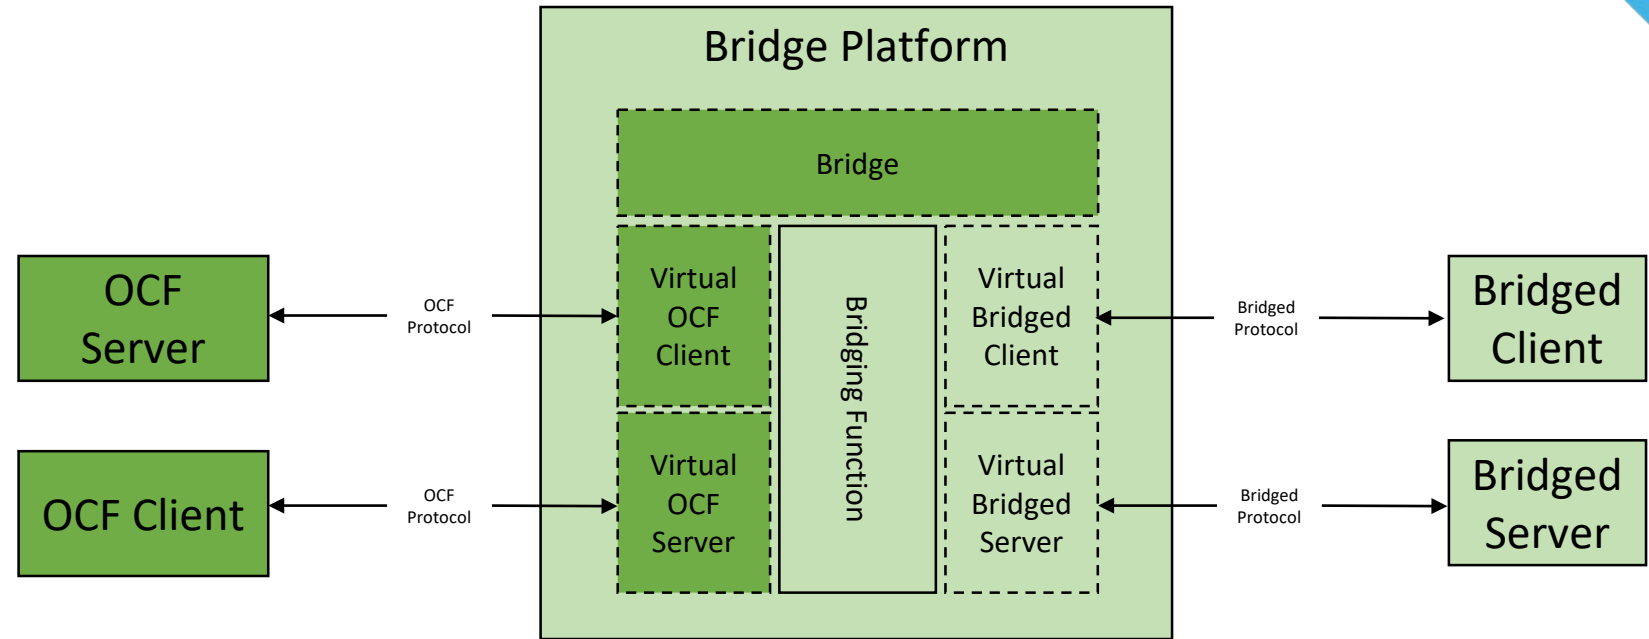 Bridge Platform
Bridge
OCF
Server
OCF
Protocol
Virtual
OCF
Client
Bridging Function
Virtual
Bridged
Client
Bridged
Protocol
Bridged
Client
OCF Client
OCF
Protocol
Virtual
OCF
Server
Virtual
Bridged
Server
Bridged
Protocol
Bridged
Server